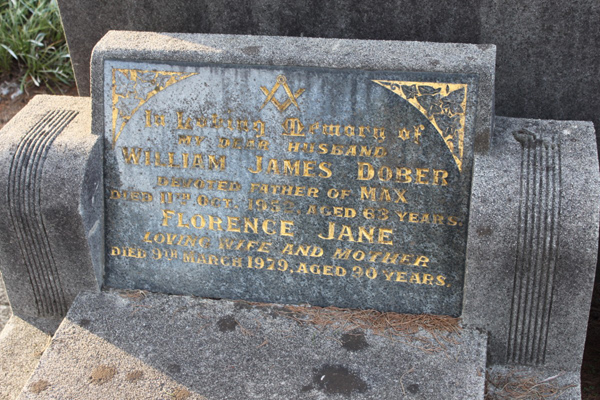 In Loving Memory of
MY DEAR HUSBAND
WILLIAM JAMES DOBER
DEVOTED FATHER OF MAX
DIED 11TH OCT. AGED 63 YEARS.
FLORENCE JANE
LOVING WIFE AND MOTHER
DIED 9TH MARCH 1979, AGED 90 YEARS.